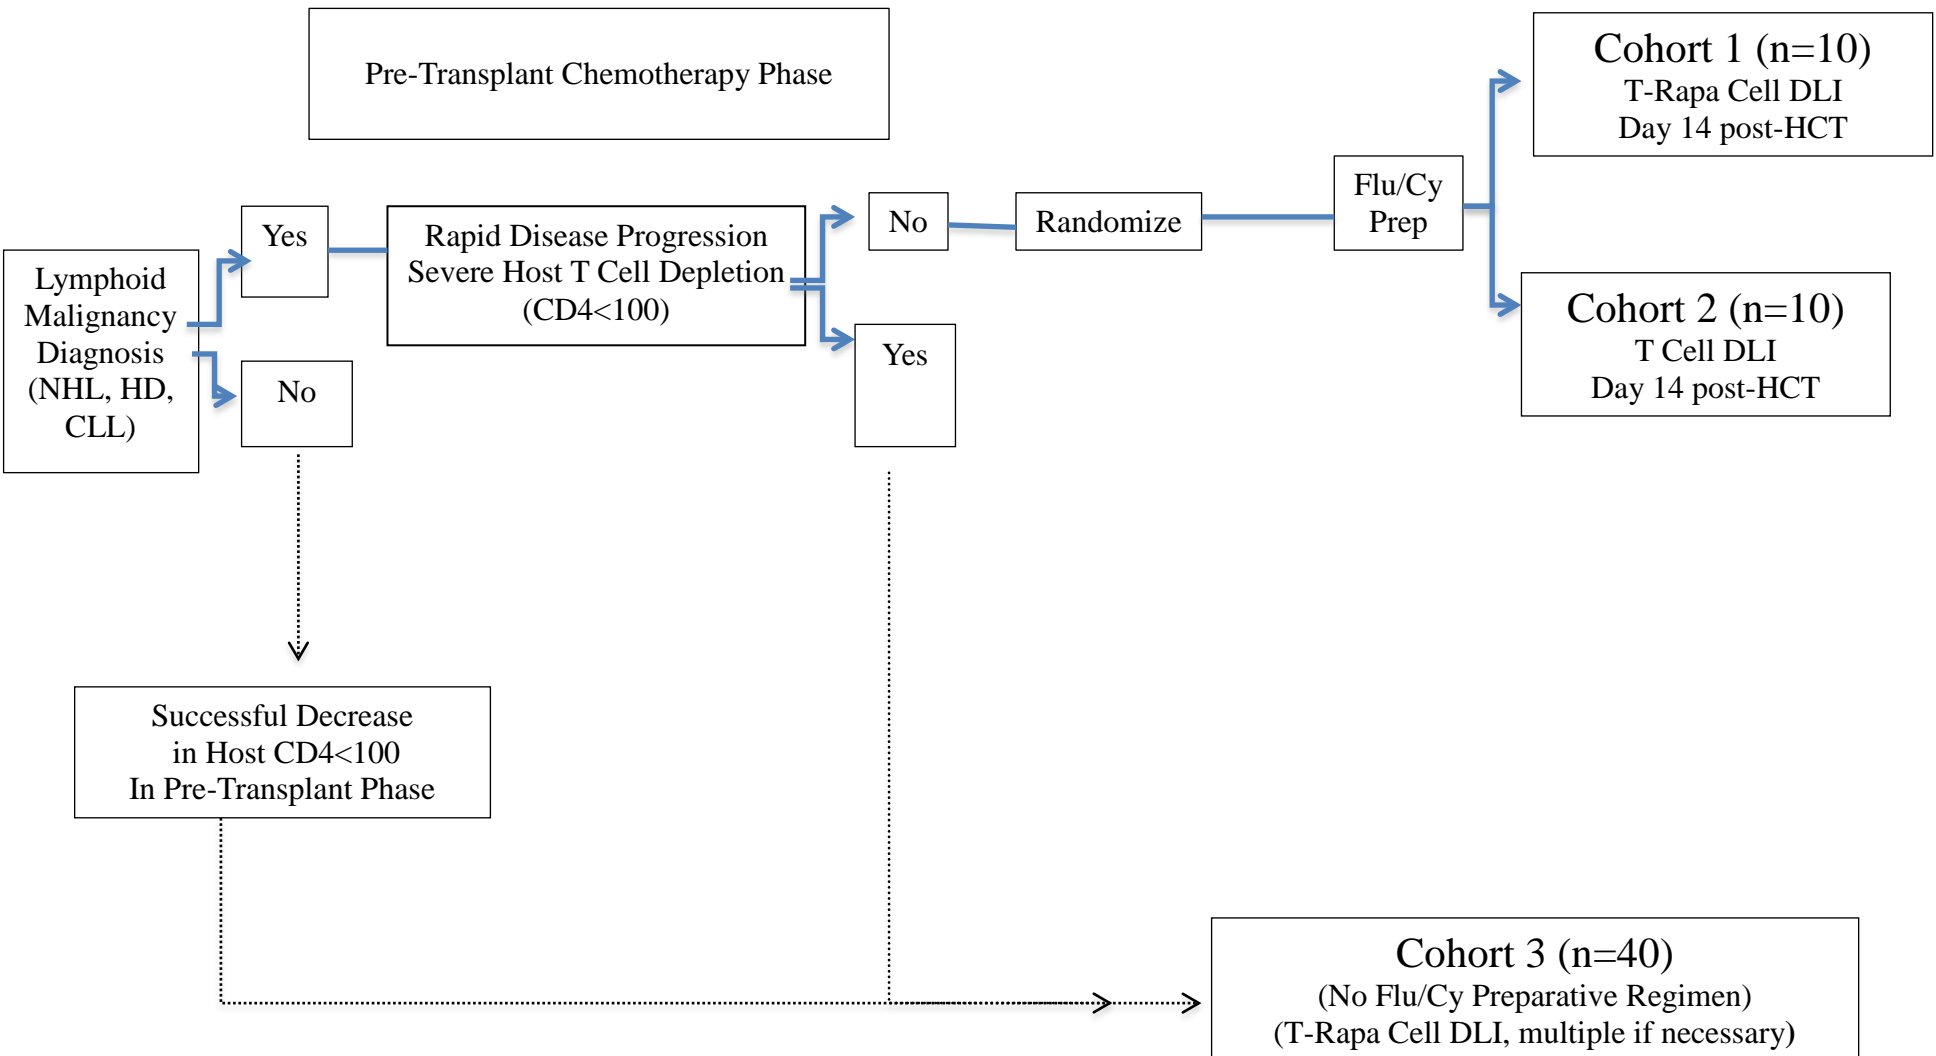 Pre-Transplant Chemotherapy Phase
Cohort 1 (n=10)
T-Rapa Cell DLI
Day 14 post-HCT
Lymphoid
Malignancy
Diagnosis
(NHL, HD,
CLL)
Yes
No
Rapid Disease Progression
Severe Host T Cell Depletion
(CD4<100)
No
Yes
Randomize
Flu/Cy
Prep
Cohort 2 (n=10)
T Cell DLI
Day 14 post-HCT
Successful Decrease
in Host CD4<100
In Pre-Transplant Phase
Cohort 3 (n=40)
(No Flu/Cy Preparative Regimen)
(T-Rapa Cell DLI, multiple if necessary)